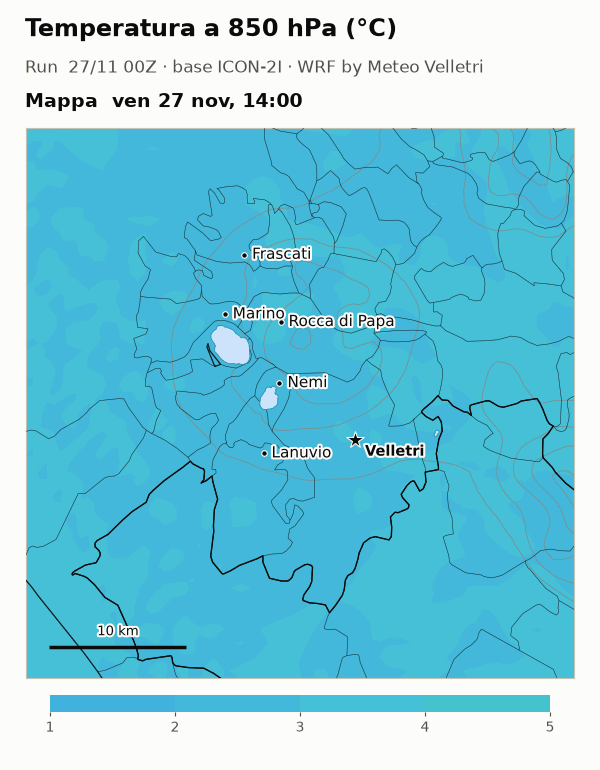 Temperatura a 850 hPa (°C)
Run  27/11 00Z · base ICON-2I · WRF by Meteo Velletri
Mappa  ven 27 nov, 14:00
Frascati
Marino
Rocca di Papa
Nemi
Velletri
Lanuvio
10 km
1 2 3 4 5